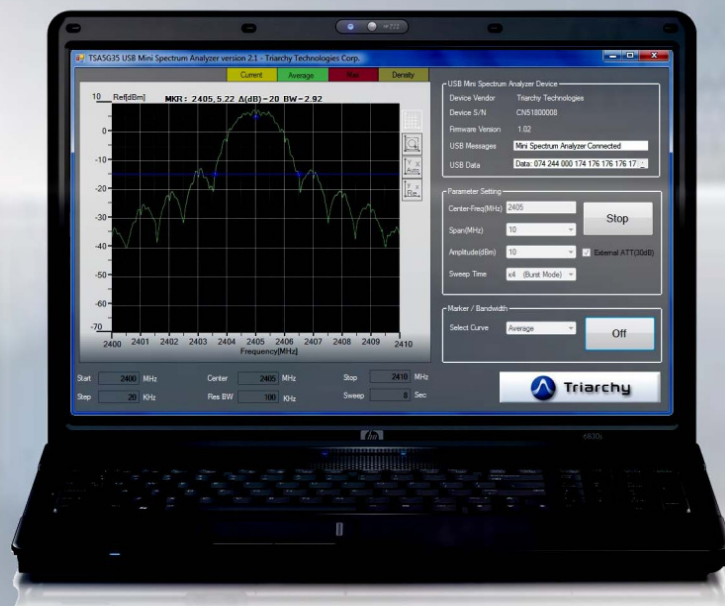 TSA5G35 USB Mini Spectrum Analyzer version 2.1 - Triarchy Technologies Corp.
Current Average Max Density
10 Ref[dBm] MKR: 2405,5.22 Δ(dB)-20 BW-2.92
0
-10
-20
-30
-40
-50
-60
-70
2400 2401 2402 2403 2404 2405 2406 2407 2408 2409 2410
Frequency[MHz]
Start 2400 MHz Center 2405 MHz Stop 2410 MHz
Step 20 KHz Res BW 100 KHz Sweep 8 Sec
USB Mini Spectrum Analyzer Device
Device Vendor Triarchy Technologies
Device S/N CN51800008
Firmware Version 1.02
USB Messages Mini Spectrum Analyzer Connected
USB Data Data: 074 244 000 174 176 176 176 17
Parameter Setting
Center-Freq(MHz) 2405
Stop
Span(MHz) 10
Amplitude(dBm) 10 External ATT(30dB)
Sweep Time x4 (Burst Mode)
Marker / Bandwidth
Select Curve Average
Off
Triarchy
hp
6830s